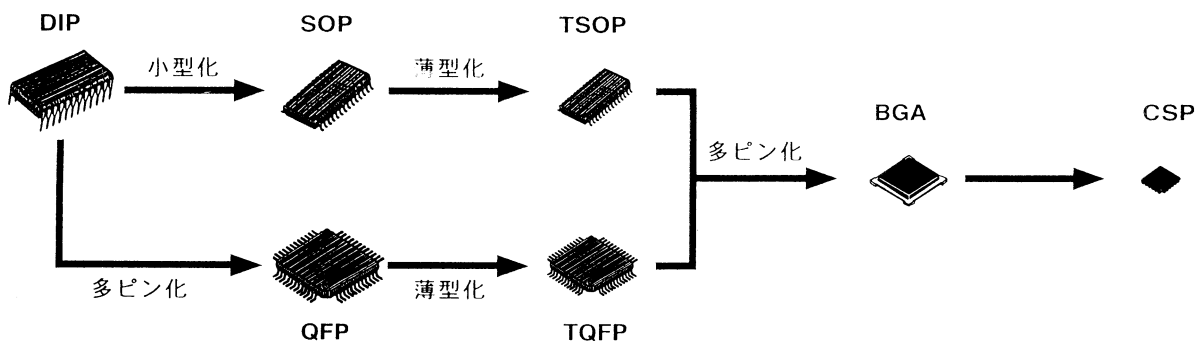 DIP
SOP
TSOP
小型化
薄型化
BGA
CSP
多ピン化
多ピン化
薄型化
QFP
TQFP